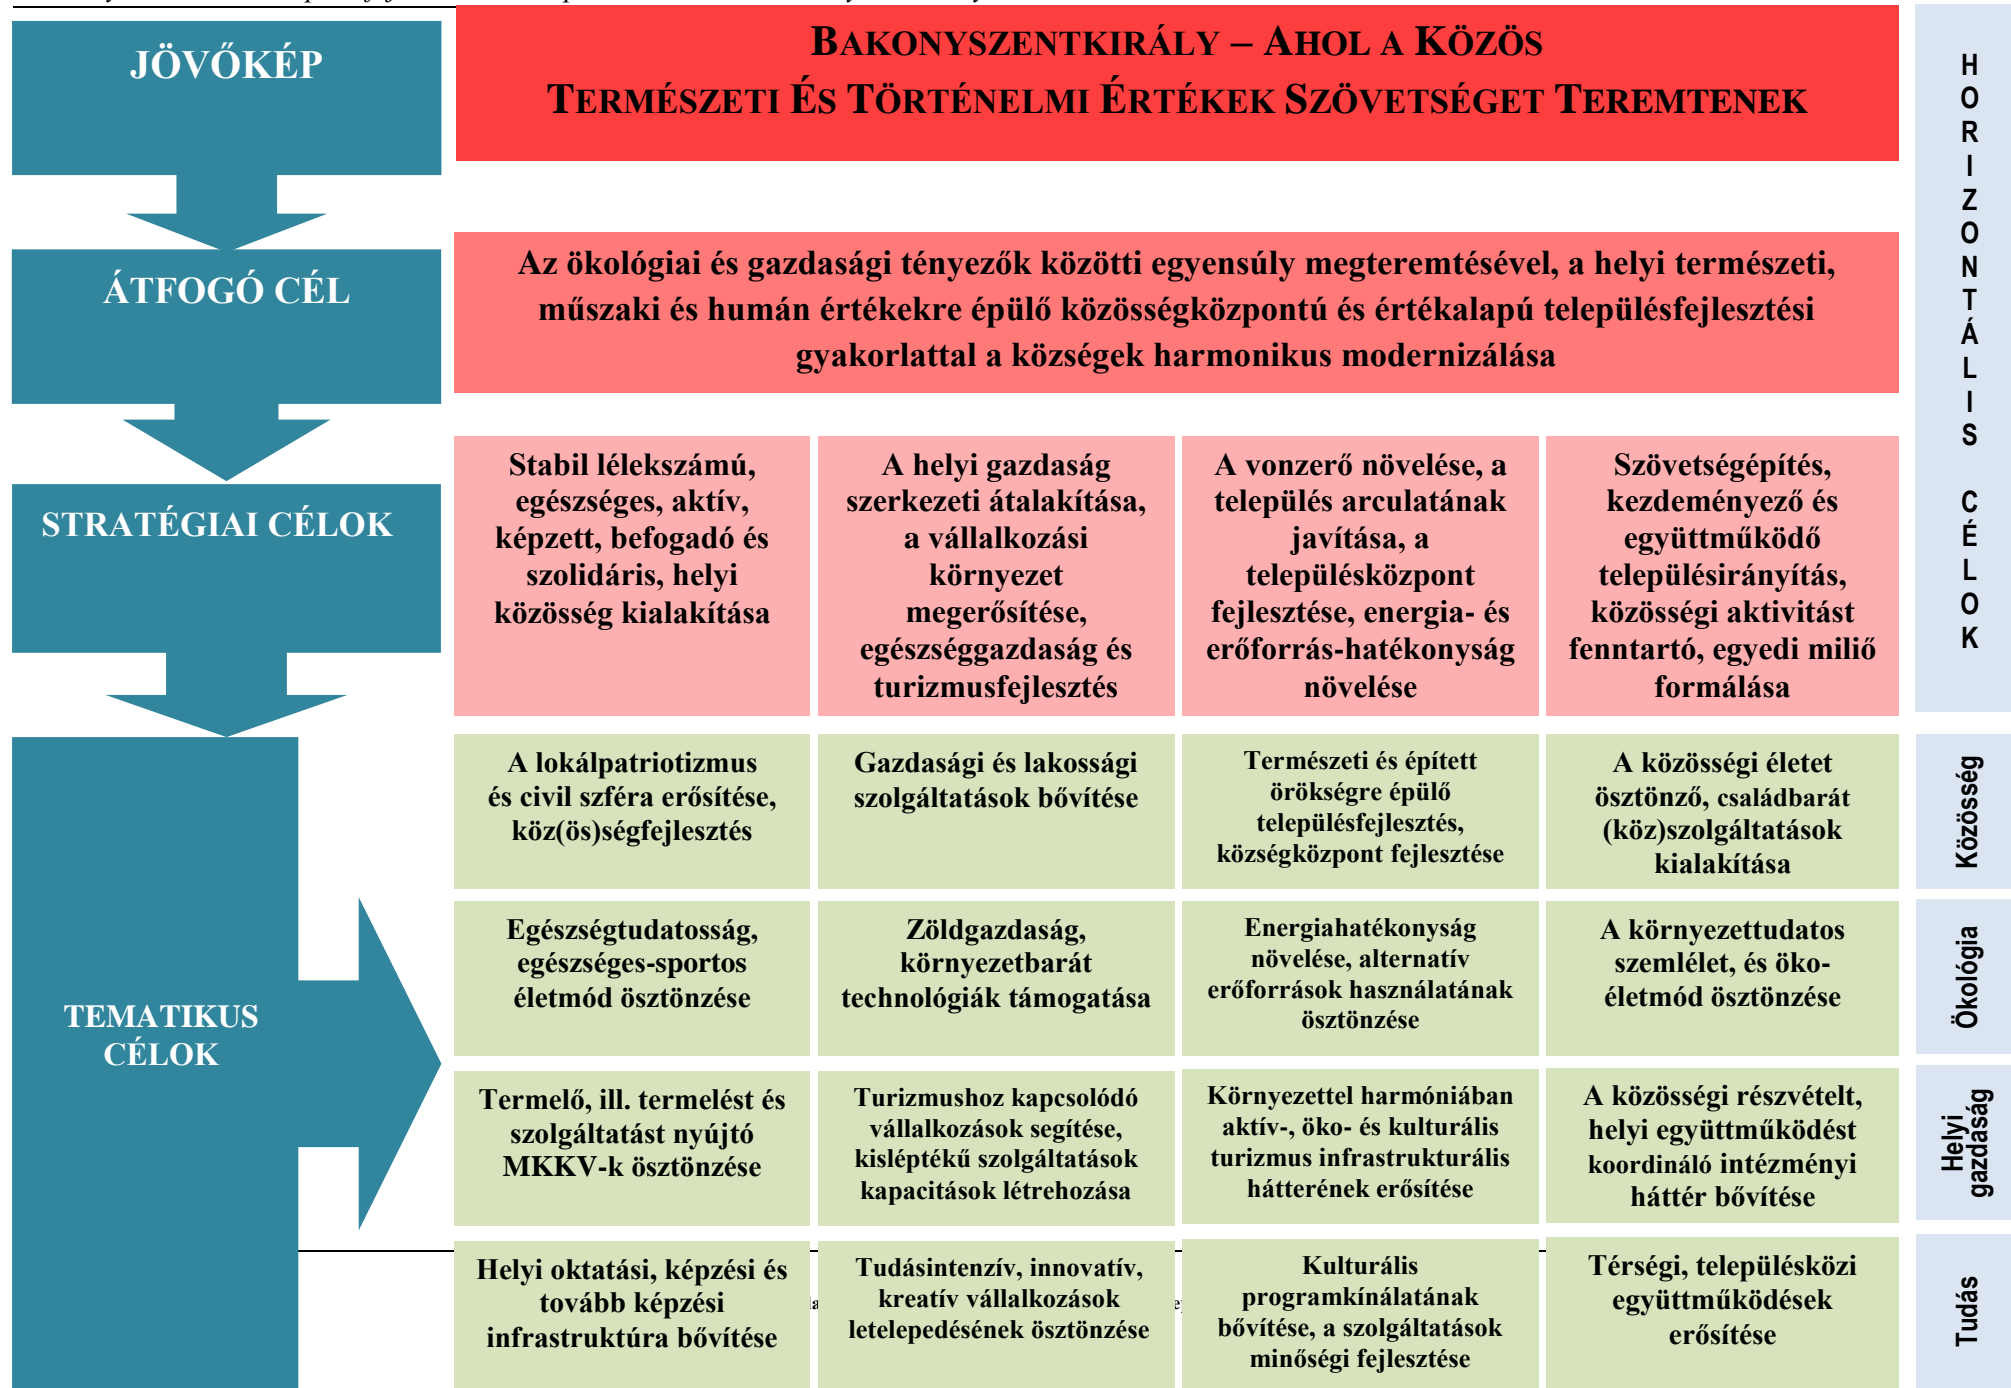 JÖVŐKÉP
BAKONYSZENTKIRÁLY – AHOL A KÖZÖS
TERMÉSZETI ÉS TÖRTÉNELMI ÉRTÉKEK SZÖVETSÉGET TEREMTENEK
ÁTFOGÓ CÉL
Az ökológiai és gazdasági tényezők közötti egyensúly megteremtésével, a helyi természeti,
műszaki és humán értékekre épülő közösségközpontú és értékalapú településfejlesztési
gyakorlattal a községek harmonikus modernizálása
STRATÉGIAI CÉLOK
Stabil lélekszámú,
egészséges, aktív,
képzett, befogadó és
szolidáris, helyi
közösség kialakítása
A helyi gazdaság
szerkezeti átalakítása,
a vállalkozási
környezet
megerősítése,
egészséggazdaság és
turizmusfejlesztés
A vonzerő növelése, a
település arculatának
javítása, a
településközpont
fejlesztése, energia- és
erőforrás-hatékonyság
növelése
Szövetségépítés,
kezdeményező és
együttműködő
településirányítás,
közösségi aktivitást
fenntartó, egyedi miliő
formálása
HORIZONTÁLIS CÉLOK
TEMATIKUS
CÉLOK
A lokálpatriotizmus
és civil szféra erősítése,
köz(ös)ségfejlesztés
Gazdasági és lakossági
szolgáltatások bővítése
Természeti és épített
örökségre épülő
településfejlesztés,
községközpont fejlesztése
A közösségi életet
ösztönző, családbarát
(köz)szolgáltatások
kialakítása
Közösség
Egészségtudatosság,
egészséges-sportos
életmód ösztönzése
Zöldgazdaság,
környezetbarát
technológiák támogatása
Energiahatékonyság
növelése, alternatív
erőforrások használatának
ösztönzése
A környezettudatos
szemlélet, és öko-
életmód ösztönzése
Ökológia
Termelő, ill. termelést és
szolgáltatást nyújtó
MKKV-k ösztönzése
Turizmushoz kapcsolódó
vállalkozások segítése,
kisléptékű szolgáltatások
kapacitások létrehozása
Környezettel harmóniában
aktív-, öko- és kulturális
turizmus infrastrukturális
hátterének erősítése
A közösségi részvételt,
helyi együttműködést
koordináló intézményi
háttér bővítése
Helyi
gazdaság
Helyi oktatási, képzési és
tovább képzési
infrastruktúra bővítése
Tudásintenzív, innovatív,
kreatív vállalkozások
letelepedésének ösztönzése
Kulturális
programkínálatának
bővítése, a szolgáltatások
minőségi fejlesztése
Térségi, településközi
együttműködések
erősítése
Tudás